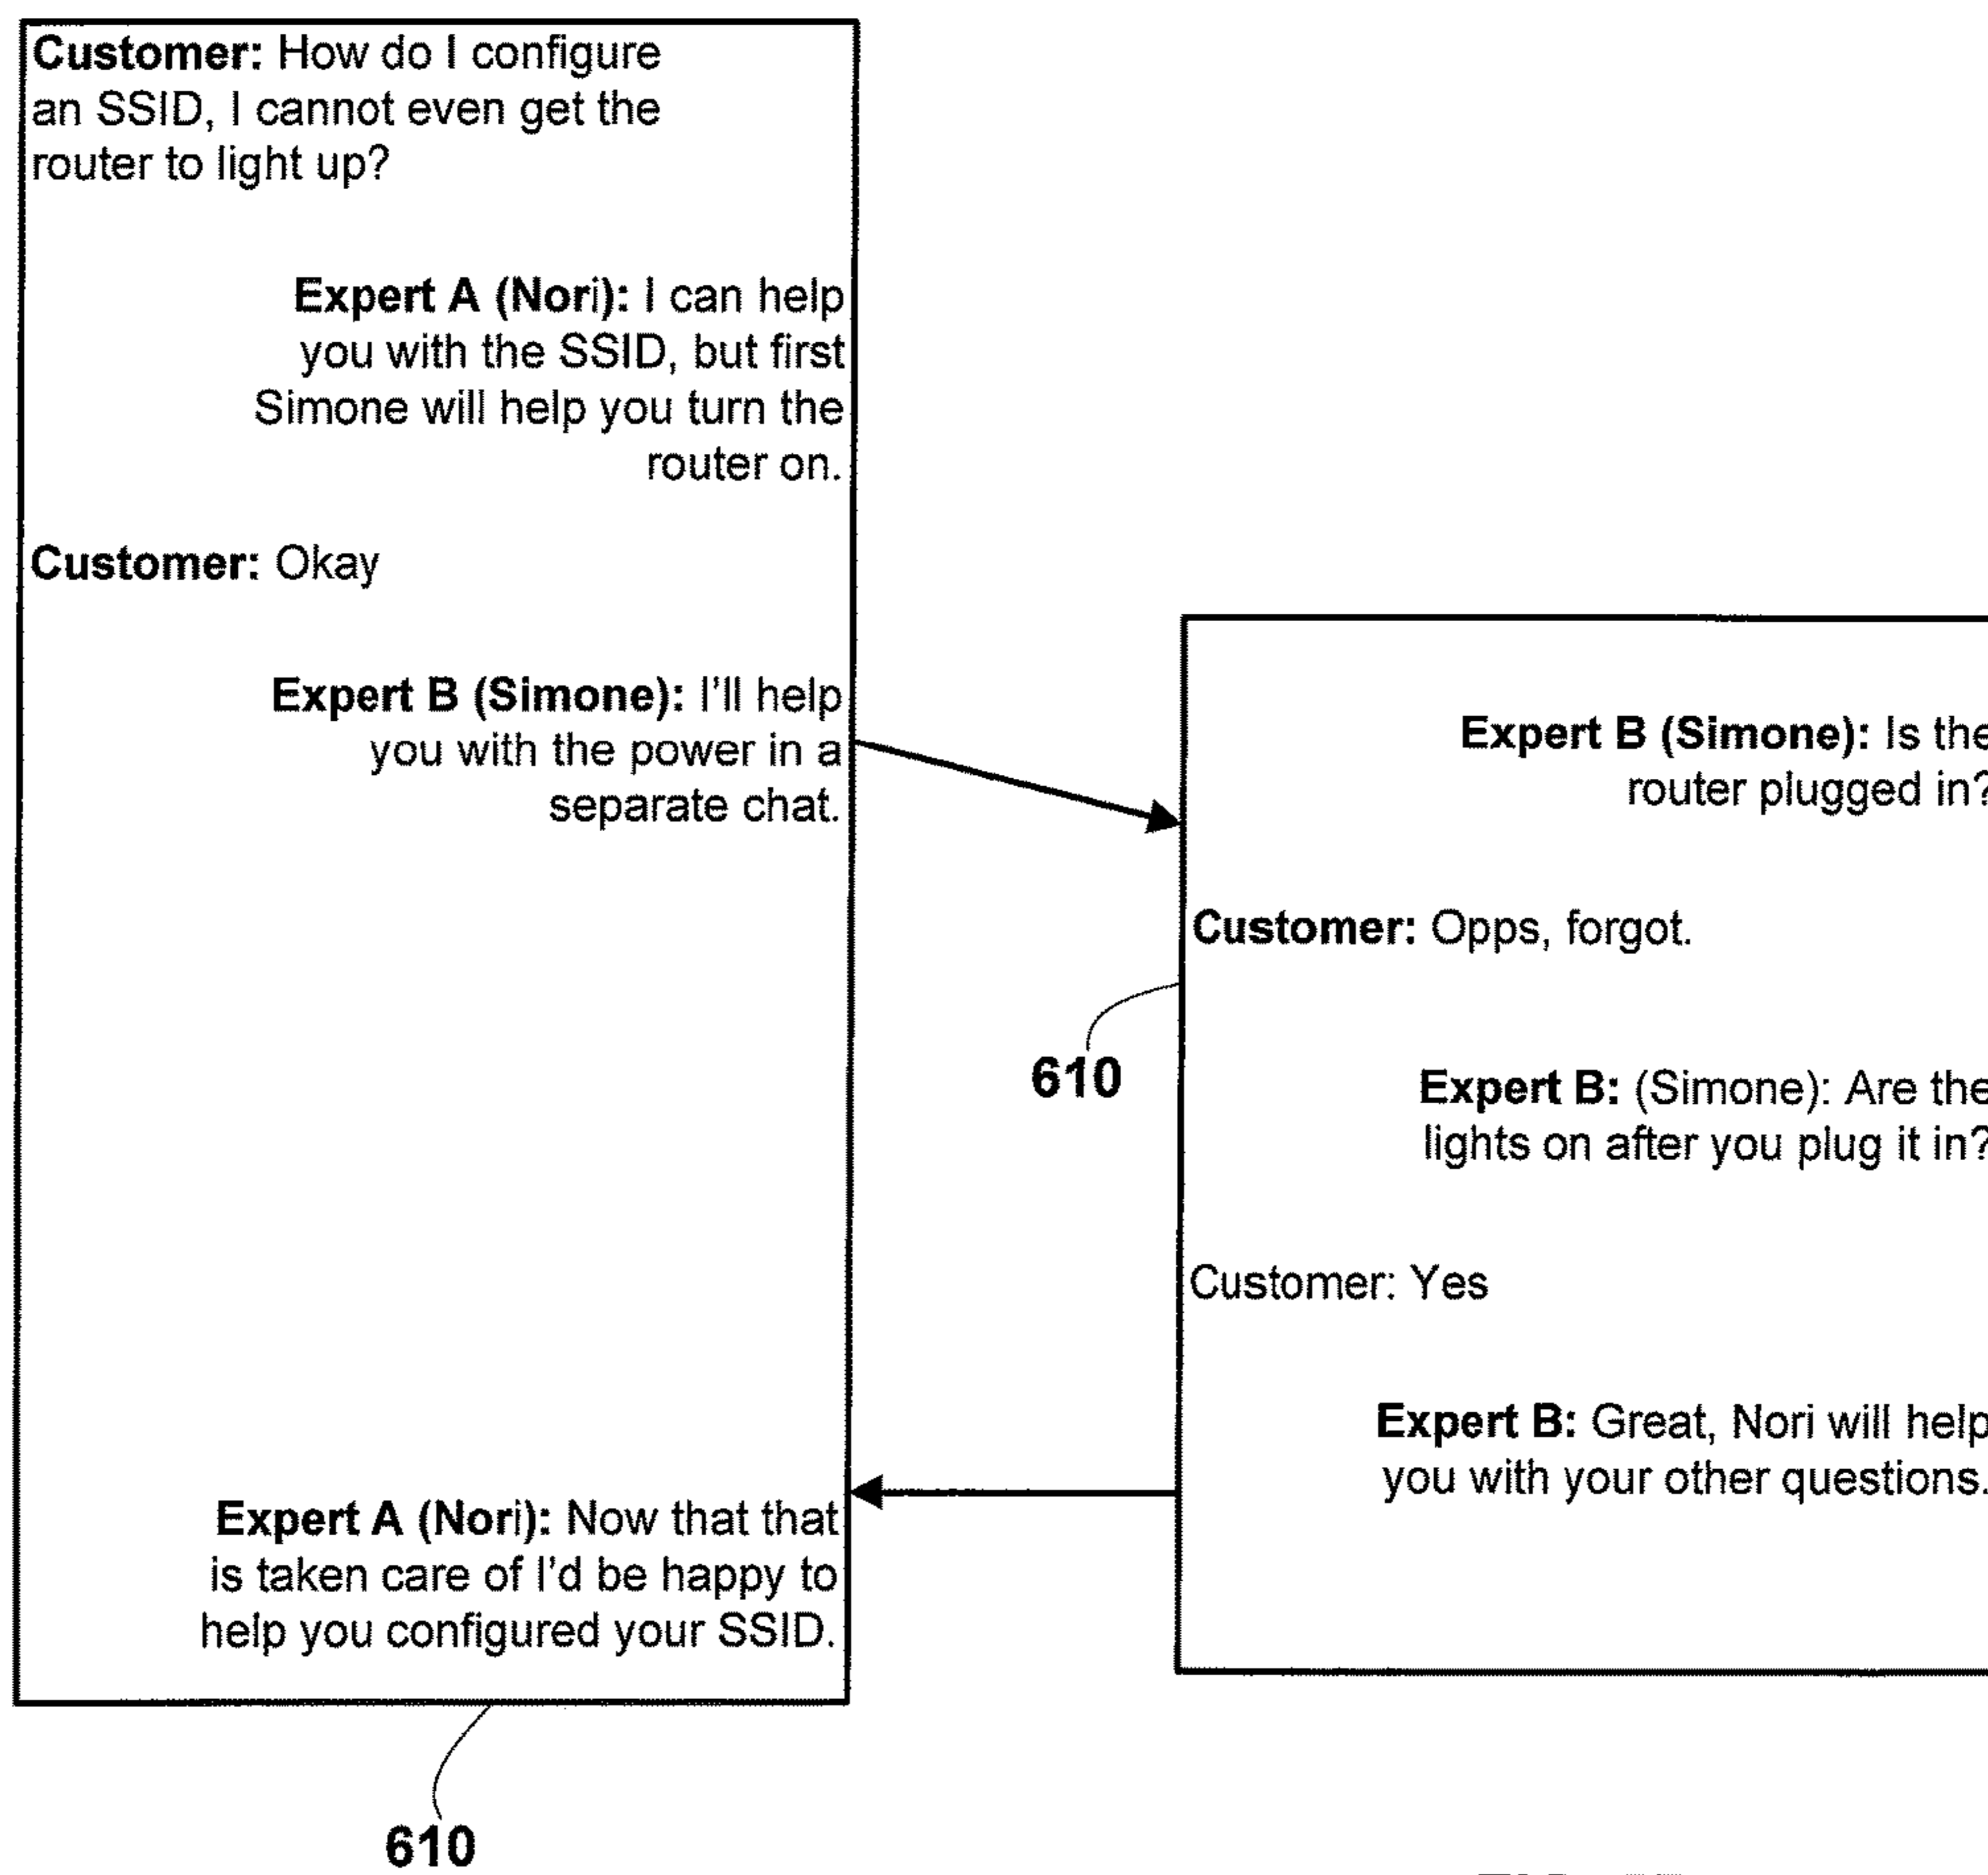 Customer: How do I configure
an SSID, I cannot even get the
router to light up?
Expert A (Nori): I can help
you with the SSID, but first
Simone will help you turn the
router on.
Customer: Okay
Expert B (Simone): I'll help
you with the power in a
separate chat.
Expert A (Nori): Now that that
is taken care of I'd be happy to
help you configured your SSID.
610
Expert B (Simone): Is the
router plugged in?
Customer: Opps, forgot.
Expert B: (Simone): Are the
lights on after you plug it in?
Customer: Yes
Expert B: Great, Nori will help
you with your other questions.
610